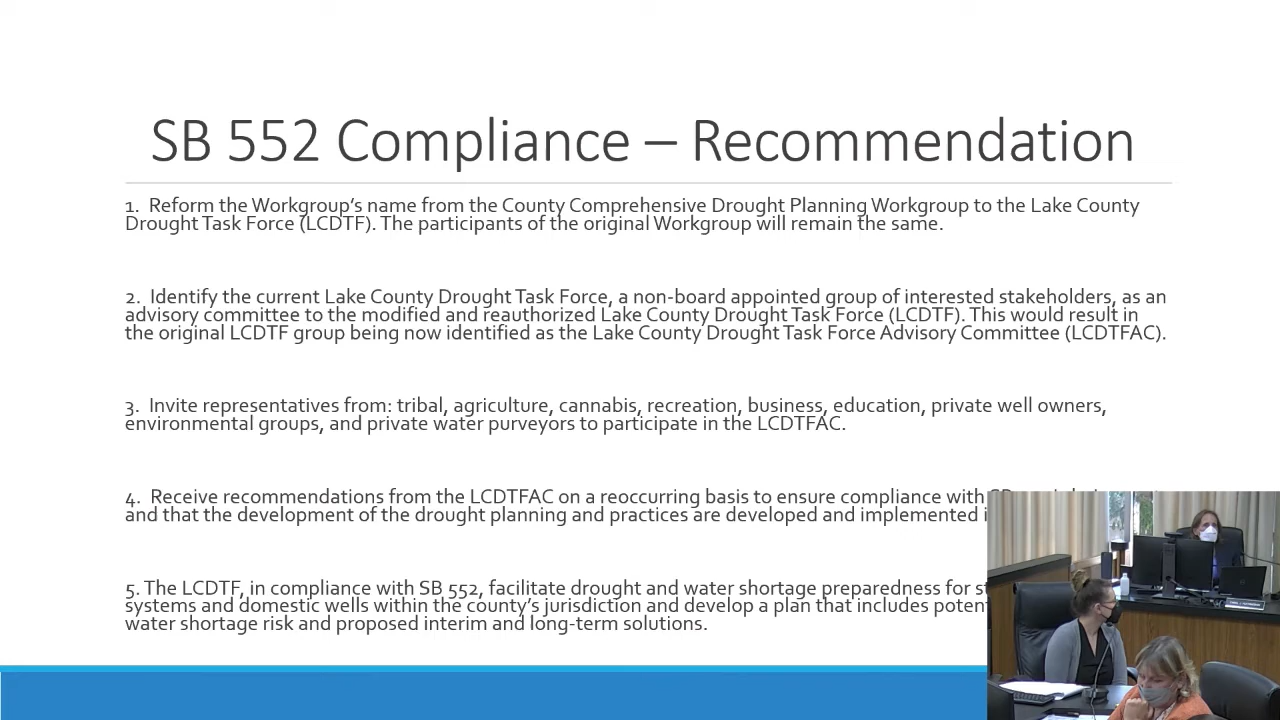 SB 552 Compliance – Recommendation
1. Reform the Workgroup's name from the County Comprehensive Drought Planning Workgroup to the Lake County
Drought Task Force (LCDTF). The participants of the original Workgroup will remain the same.
2. Identify the current Lake County Drought Task Force, a non-board appointed group of interested stakeholders, as an
advisory committee to the modified and reauthorized Lake County Drought Task Force (LCDTF). This would result in
the original LCDTF group being now identified as the Lake County Drought Task Force Advisory Committee (LCDTFAC).
3. Invite representatives from: tribal, agriculture, cannabis, recreation, business, education, private well owners,
environmental groups, and private water purveyors to participate in the LCDTFAC.
4. Receive recommendations from the LCDTFAC on a reoccurring basis to ensure compliance with
and that the development of the drought planning and practices are developed and implemented
5. The LCDTF, in compliance with SB 552, facilitate drought and water shortage preparedness for
systems and domestic wells within the county's jurisdiction and develop a plan that includes
water shortage risk and proposed interim and long-term solutions.